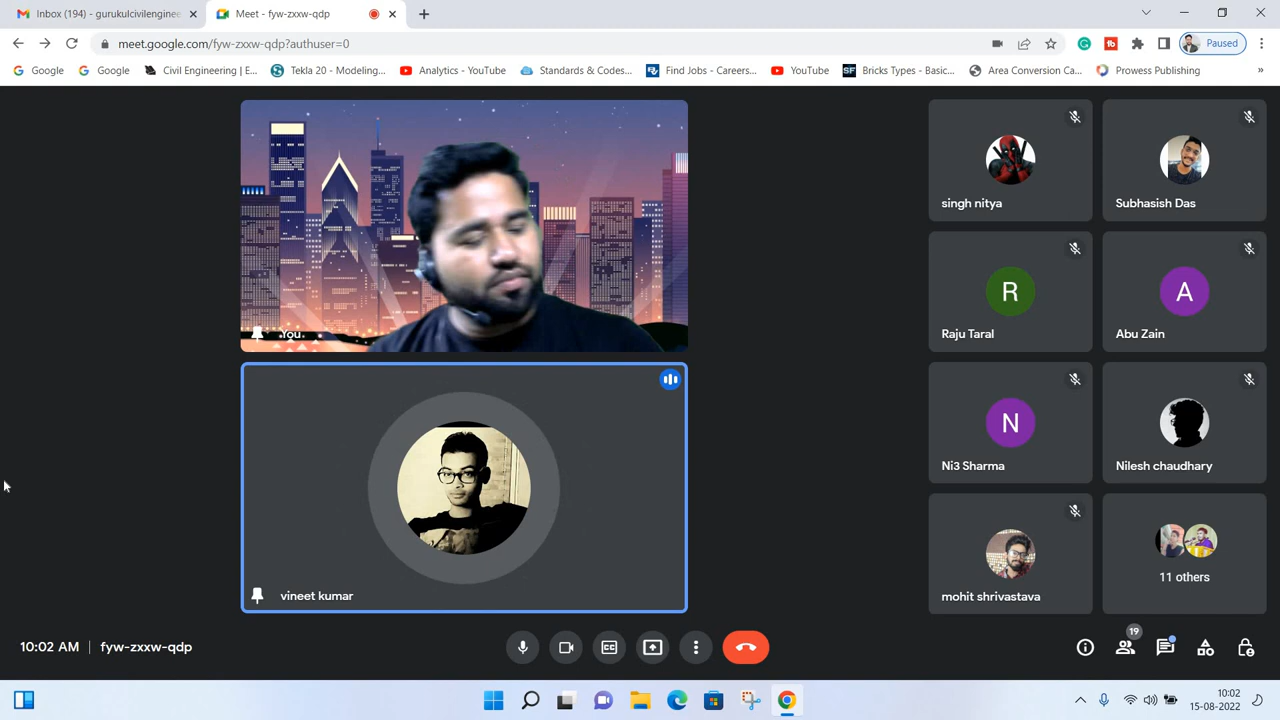 Inbox (194) - gurukulcivilenginee
Meet - fyw-zxxw-qdp
meet.google.com/fyw-zxxw-qdp?authuser=0
Paused
Google
Google
Civil Engineering | E...
Tekla 20 - Modeling...
Analytics - YouTube
Standards & Codes...
Find Jobs - Careers...
YouTube
SF
Bricks Types - Basic...
Area Conversion Ca...
Prowess Publishing
»
You
singh nitya
Subhasish Das
R
Raju Taral
A
Abu Zain
N
Ni3 Sharma
Nilesh chaudhary
vineet kumar
mohit shrivastava
11 others
10:02 AM | fyw-zxxw-qdp
CC
19
10:02
15-08-2022